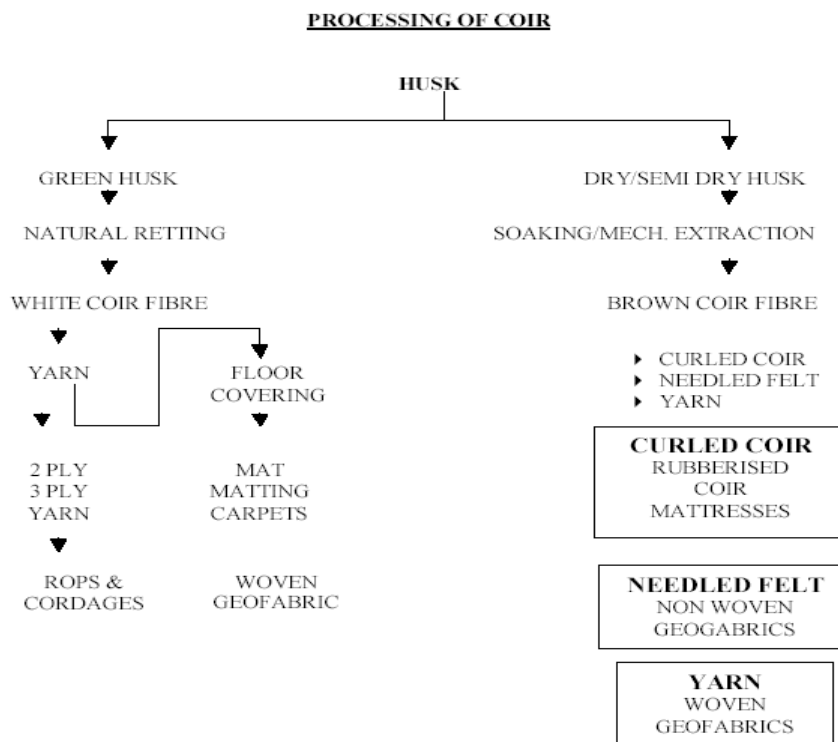 PROCESSING OF COIR
HUSK
GREEN HUSK
DRY/SEMI DRY HUSK
NATURAL RETTING
SOAKING/MECH. EXTRACTION
WHITE COIR FIBRE
BROWN COIR FIBRE
YARN
FLOOR
COVERING
CURLED COIR
NEEDLED FELT
YARN
2 PLY
3 PLY
YARN
MAT
MATTING
CARPETS
CURLED COIR
RUBBERISED
COIR
MATTRESSES
ROPS &
CORDAGES
WOVEN
GEOFABRIC
NEEDLED FELT
NON WOVEN
GEOGABRICS
YARN
WOVEN
GEOFABRICS